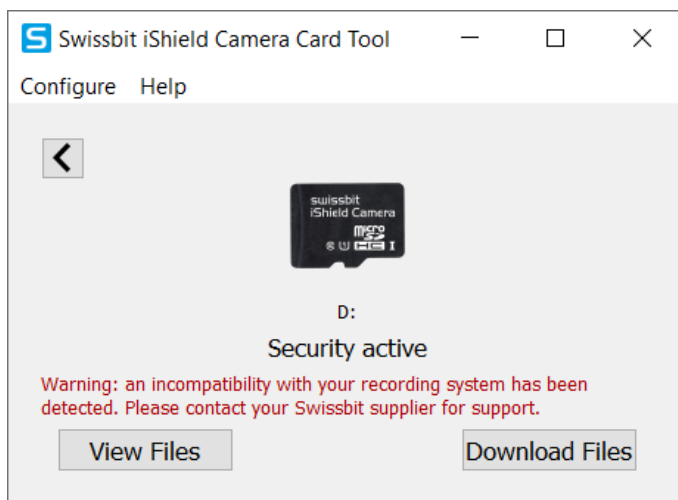 Swissbit iShield Camera Card Tool
Configure Help
swissbit
iShield Camera
micro
SD
HC I
D:
Security active
Warning: an incompatibility with your recording system has been
detected. Please contact your Swissbit supplier for support.
View Files Download Files